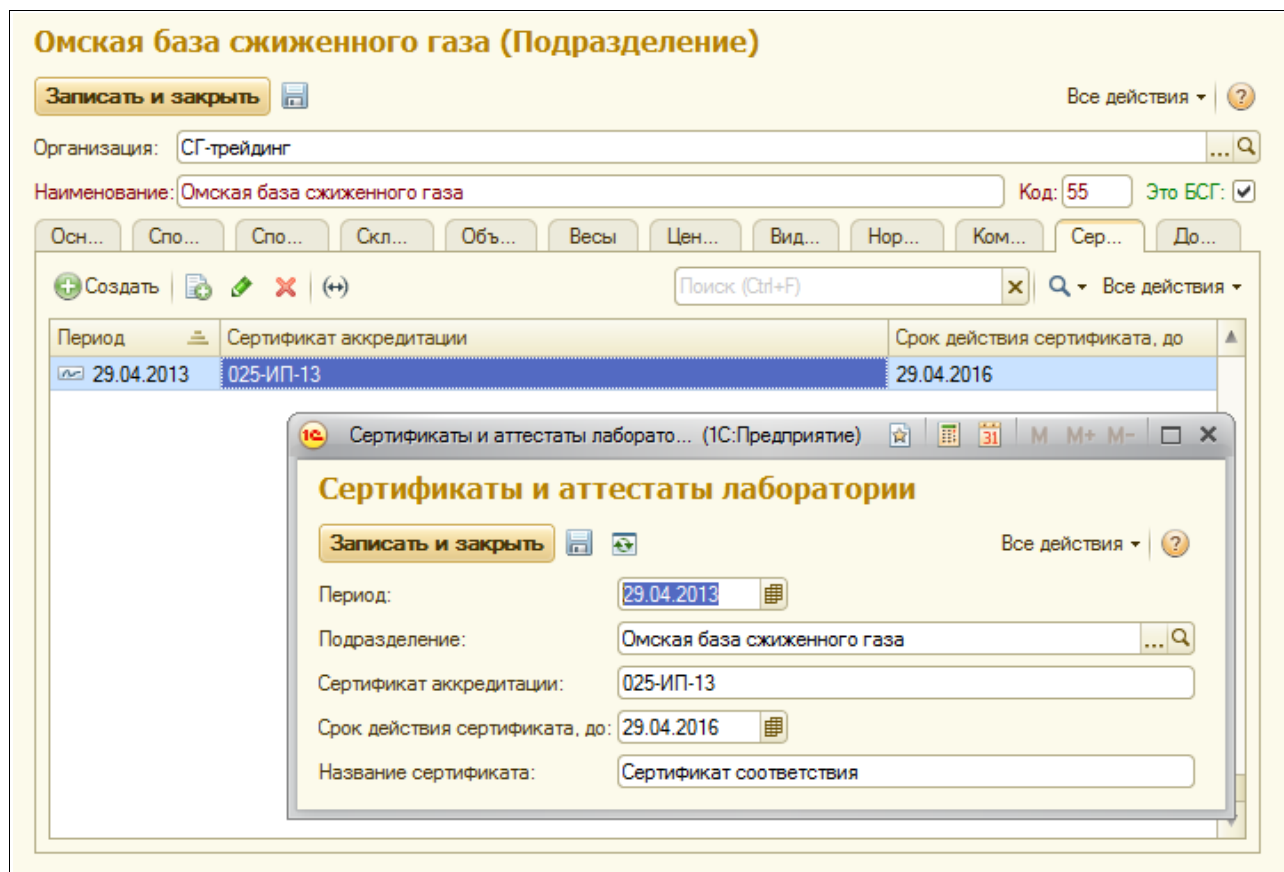 Омская база сжиженного газа (Подразделение)
Записать и закрыть Все действия ?
Организация: СГ-трейдинг ...
Наименование: Омская база сжиженного газа Код: 55 Это БСГ:
Осн... Спо... Спо... Скл... Объ... Весы Цен... Вид... Нор... Ком... Сер... До...
Создать Поиск (Ctrl+F) x Все действия
Период Сертификат аккредитации Срок действия сертификата, до
29.04.2013 025-ИП-13 29.04.2016
1С Сертификаты и аттестаты лаборато... (1С:Предприятие) 31 M M+ M-
Сертификаты и аттестаты лаборатории
Записать и закрыть Все действия ?
Период: 29.04.2013
Подразделение: Омская база сжиженного газа ...
Сертификат аккредитации: 025-ИП-13
Срок действия сертификата, до: 29.04.2016
Название сертификата: Сертификат соответствия